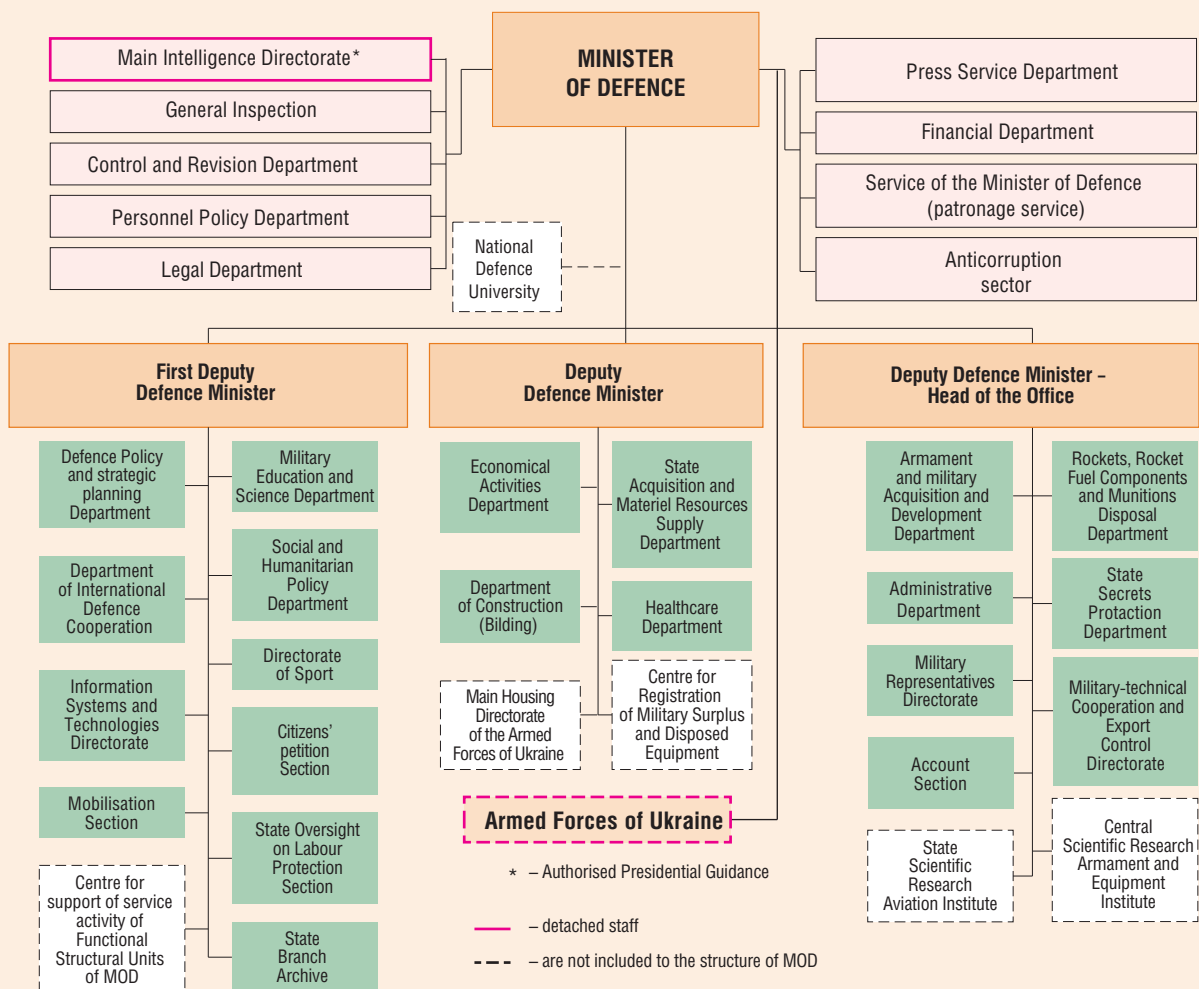 MINISTER
OF DEFENCE
Main Intelligence Directorate*
General Inspection
Control and Revision Department
Personnel Policy Department
Legal Department
Press Service Department
Financial Department
Service of the Minister of Defence
(patronage service)
Anticorruption
sector
National
Defence
University
First Deputy
Defence Minister
Defence Policy
and strategic
planning
Department
Military
Education and
Science Department
Department
of International
Defence
Cooperation
Social and
Humanitarian
Policy
Department
Information
Systems and
Technologies
Directorate
Directorate
of Sport
Citizens'
petition
Section
Mobilisation
Section
State Oversight
on Labour
Protection
Section
Centre for
support of service
activity of
Functional
Structural Units
of MOD
State
Branch
Archive
Deputy
Defence Minister
Economical
Activities
Department
State
Acquisition and
Materiel Resources
Supply
Department
Department
of Construction
(Bilding)
Healthcare
Department
Main Housing
Directorate
of the Armed
Forces of Ukraine
Centre for
Registration
of Military Surplus
and Disposed
Equipment
Deputy Defence Minister –
Head of the Office
Armament
and military
Acquisition and
Development
Department
Rockets, Rocket
Fuel Components
and Munitions
Disposal
Department
Administrative
Department
State
Secrets
Protaction
Department
Military
Representatives
Directorate
Military-technical
Cooperation and
Export
Control
Directorate
Account
Section
State
Scientific
Research
Aviation Institute
Central
Scientific Research
Armament and
Equipment
Institute
Armed Forces of Ukraine
* – Authorised Presidential Guidance
– detached staff
– are not included to the structure of MOD